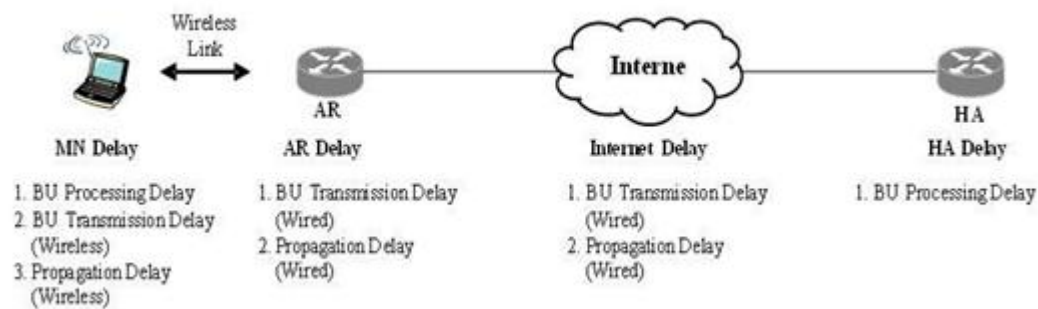 Wireless
Link
Interne
AR
HA
MN Delay
AR Delay
Internet Delay
HA Delay
1. BU Processing Delay
2. BU Transmission Delay
(Wireless)
3. Propagation Delay
(Wireless)
1. BU Transmission Delay
(Wired)
2. Propagation Delay
(Wired)
1. BU Transmission Delay
(Wired)
2. Propagation Delay
(Wired)
1. BU Processing Delay